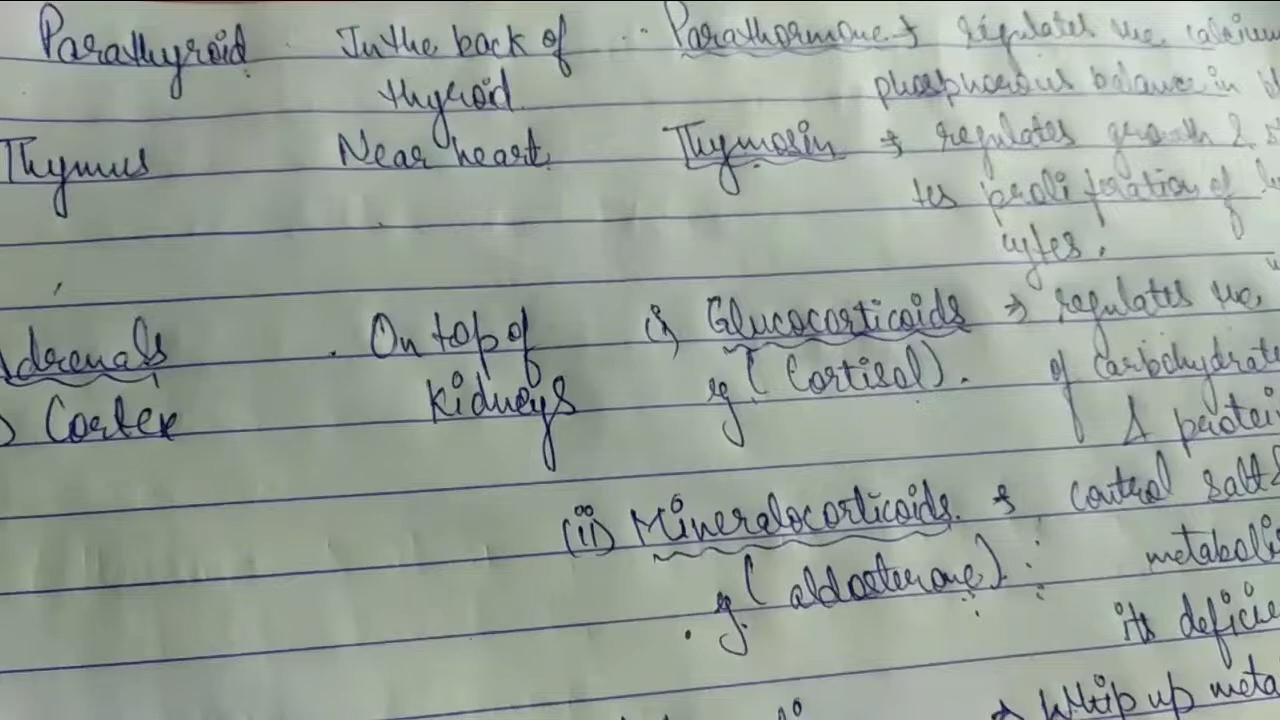 Parathyroid In the back of Parathormone → regulates the calcium
thyroid phosphorous balance in
Thymus Near heart Thymosin → regulates growth &
tes proliferation of
cytes.
Adrenals On top of (i) Glucocorticoids → regulates the
Kidneys eg (Cortisol). of carbohydrate
Cortex & protei
(ii) Mineralocorticoids → control salt &
eg (aldosterone). metaboli
its deficie
→ Whip up meta